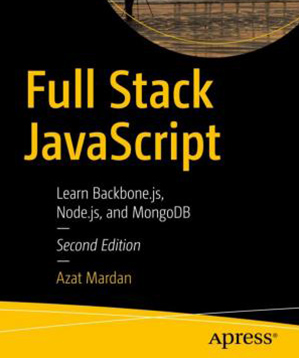 Full Stack
JavaScript
Learn Backbone.js,
Node.js, and MongoDB
—
Second Edition
—
Azat Mardan
Apress®